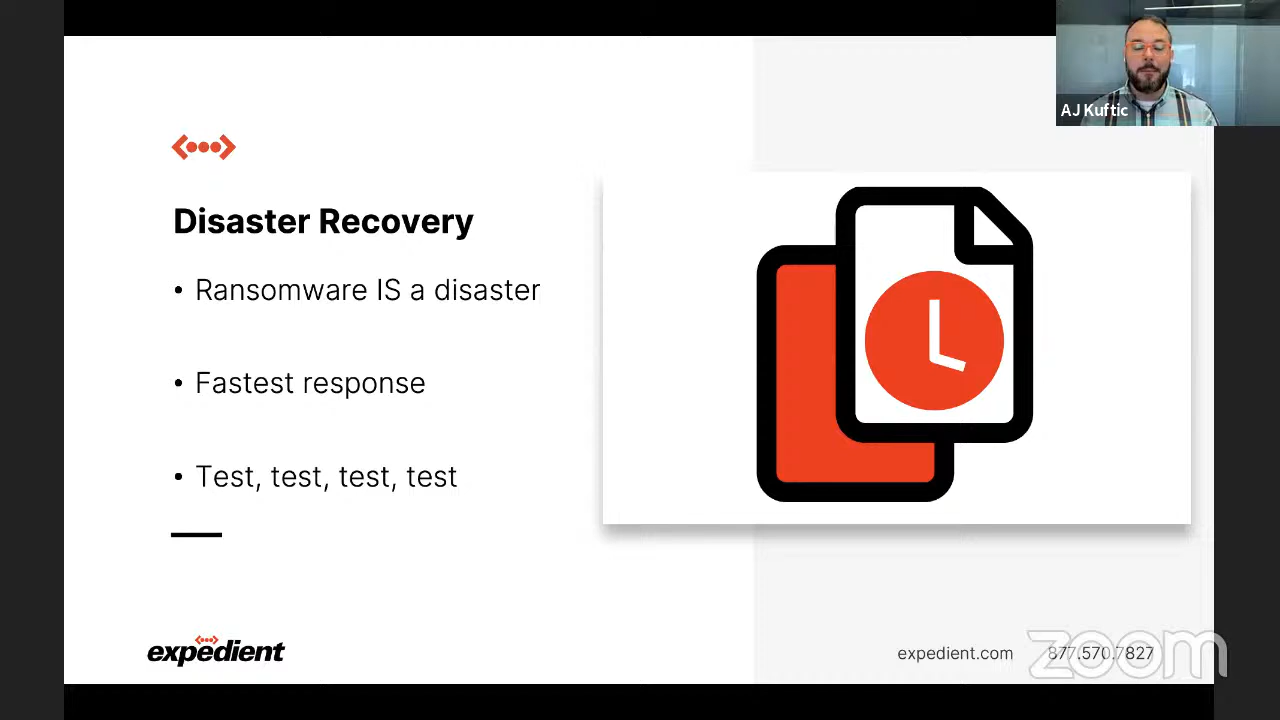 AJ Kuftic
Disaster Recovery
• Ransomware IS a disaster
• Fastest response
• Test, test, test, test
expedient
expedient.com
877.570.7827
zoom